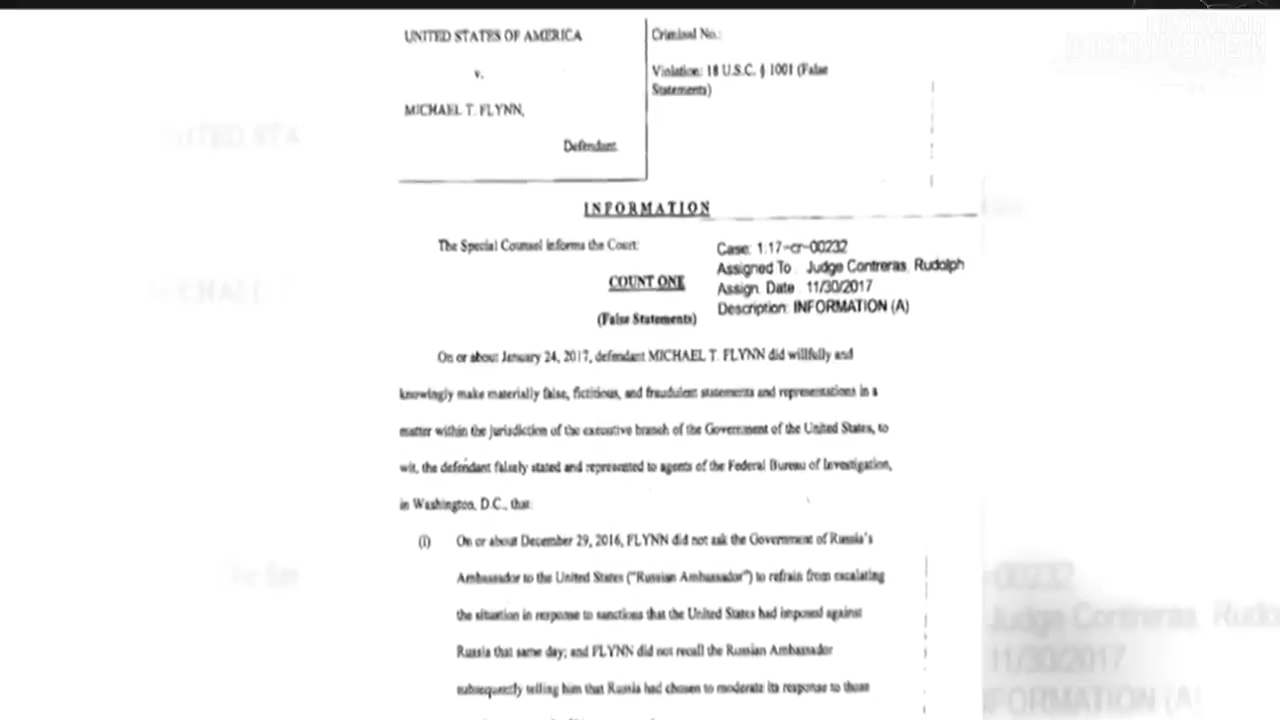 UNITED STATES OF AMERICA
v.
MICHAEL T. FLYNN,
Defendant.
Criminal No.:
Violation: 18 U.S.C. § 1001 (False
Statements)
INFORMATION
The Special Counsel informs the Court:
COUNT ONE
(False Statements)
Case: 1:17-cr-00232
Assigned To : Judge Contreras, Rudolph
Assign. Date : 11/30/2017
Description: INFORMATION (A)
On or about January 24, 2017, defendant MICHAEL T. FLYNN did willfully and
knowingly make materially false, fictitious, and fraudulent statements and representations in a
matter within the jurisdiction of the executive branch of the Government of the United States, to
wit, the defendant falsely stated and represented to agents of the Federal Bureau of Investigation,
in Washington, D.C., that:
(i) On or about December 29, 2016, FLYNN did not ask the Government of Russia's
Ambassador to the United States ("Russian Ambassador") to refrain from escalating
the situation in response to sanctions that the United States had imposed against
Russia that same day; and FLYNN did not recall the Russian Ambassador
subsequently telling him that Russia had chosen to moderate its response to those
-00232
Judge Contreras, Rudo
11/30/2017
FORMATION (A)